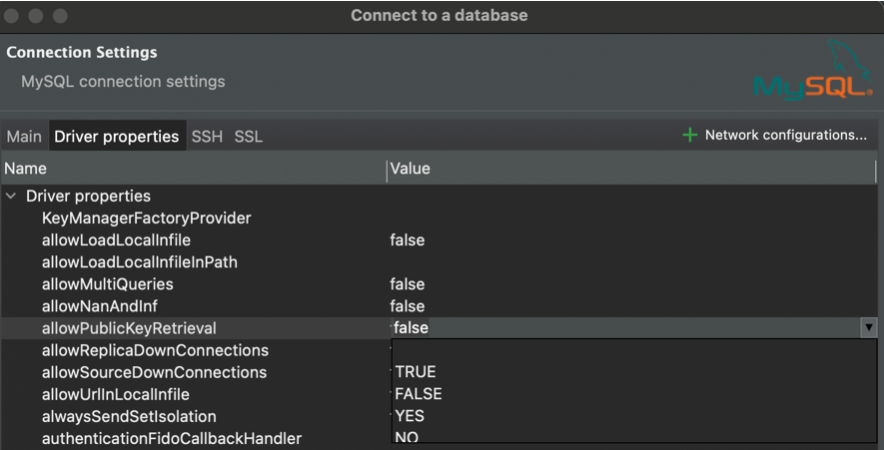 Connect to a database
Connection Settings
MySQL connection settings
MySQL
Main Driver properties SSH SSL + Network configurations...
Name Value
Driver properties
KeyManagerFactoryProvider
allowLoadLocalInfile false
allowLoadLocalInfileInPath
allowMultiQueries false
allowNanAndInf false
allowPublicKeyRetrieval false
allowReplicaDownConnections
allowSourceDownConnections TRUE
allowUrlInLocalInfile FALSE
alwaysSendSetIsolation YES
authenticationFidoCallbackHandler NO